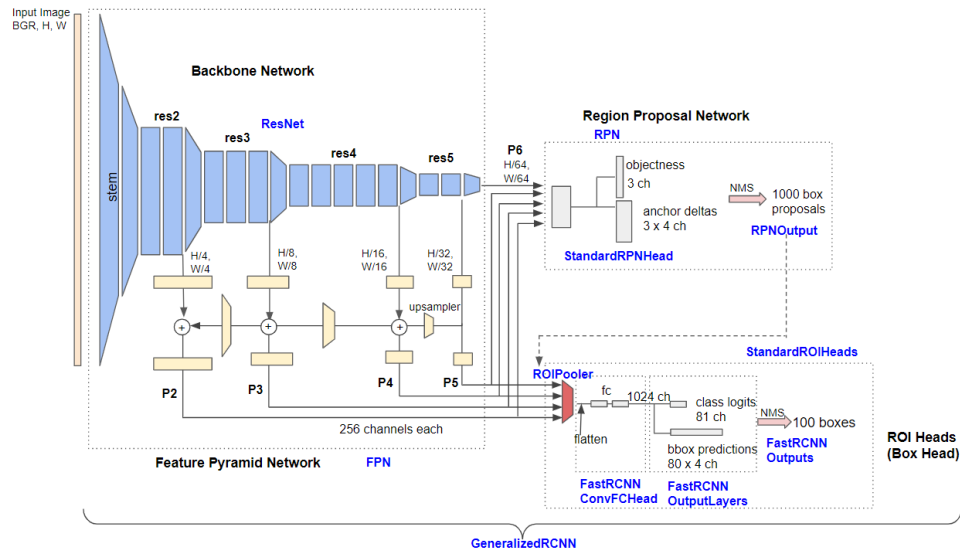 Input Image
BGR, H, W
Backbone Network
ResNet
stem
res2
res3
res4
res5
P6
H/64,
W/64
H/4,
W/4
H/8,
W/8
H/16,
W/16
H/32,
W/32
upsampler
+
+
+
P2
P3
P4
P5
256 channels each
Feature Pyramid Network
FPN
Region Proposal Network
RPN
objectness
3 ch
anchor deltas
3 x 4 ch
StandardRPNHead
NMS
1000 box
proposals
RPNOutput
StandardROIHeads
ROIPooler
flatten
fc
1024 ch
class logits
81 ch
bbox predictions
80 x 4 ch
NMS
100 boxes
FastRCNN
Outputs
FastRCNN
ConvFCHead
FastRCNN
OutputLayers
ROI Heads
(Box Head)
GeneralizedRCNN